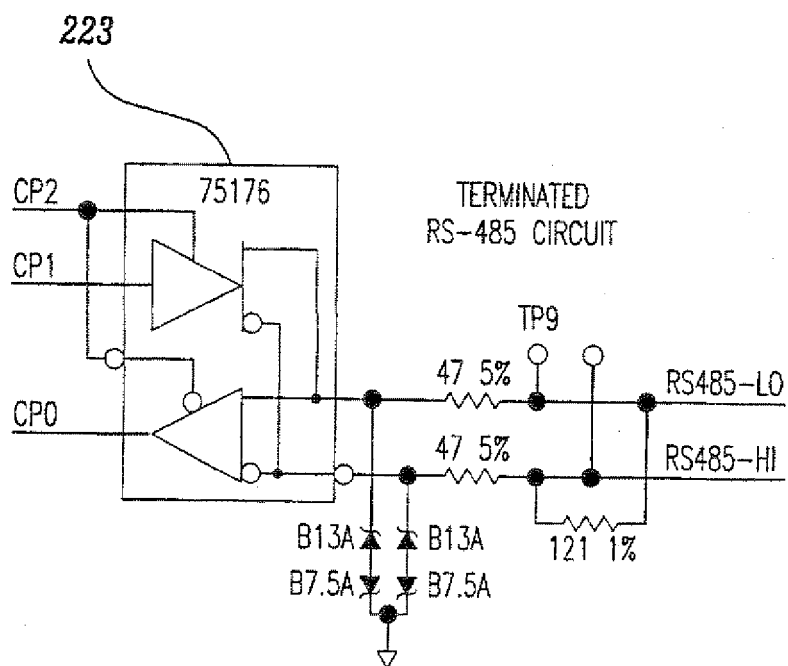 223
75176
CP2
TERMINATED
RS-485 CIRCUIT
CP1
TP9
47 5%
RS485-LO
CP0
47 5%
RS485-HI
B13A
B13A
121 1%
B7.5A
B7.5A